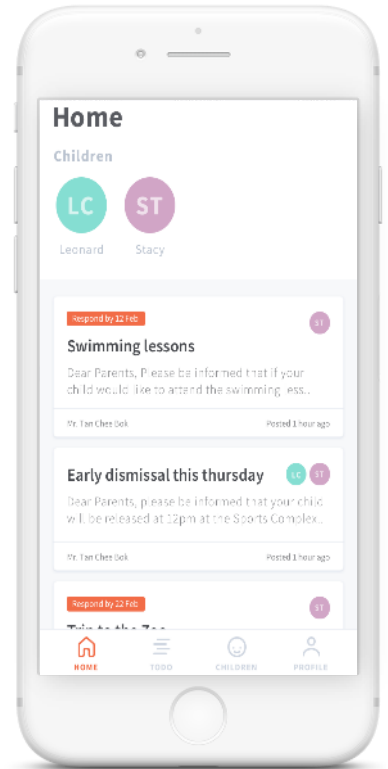 Home
Children
LC ST
Leonard Stacy
Respond by 12 Feb
ST
Swimming lessons
Dear Parents, Please be informed that if your
child would like to attend the swimming less..
Mr. Tan Chee Bok Posted 1 hour ago
Early dismissal this thursday LC ST
Dear Parents, please be informed that your child
will be released at 12pm at the Sports Complex..
Mr. Tan Chee Bok Posted 1 hour ago
Respond by 22 Feb
ST
Trip to the Zoo
HOME TODO CHILDREN PROFILE